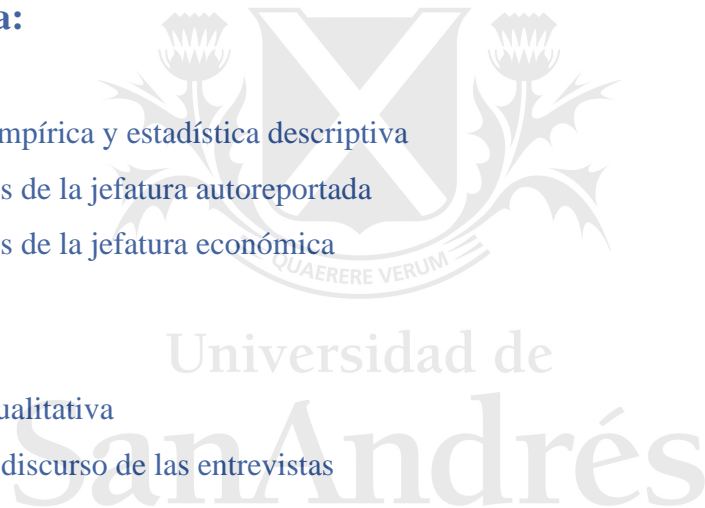 a:
mpírica y estadística descriptiva
s de la jefatura autoreportada
s de la jefatura económica
QUAERERE VERUM
Universidad de
ualitativa
SanAndrés
discurso de las entrevistas